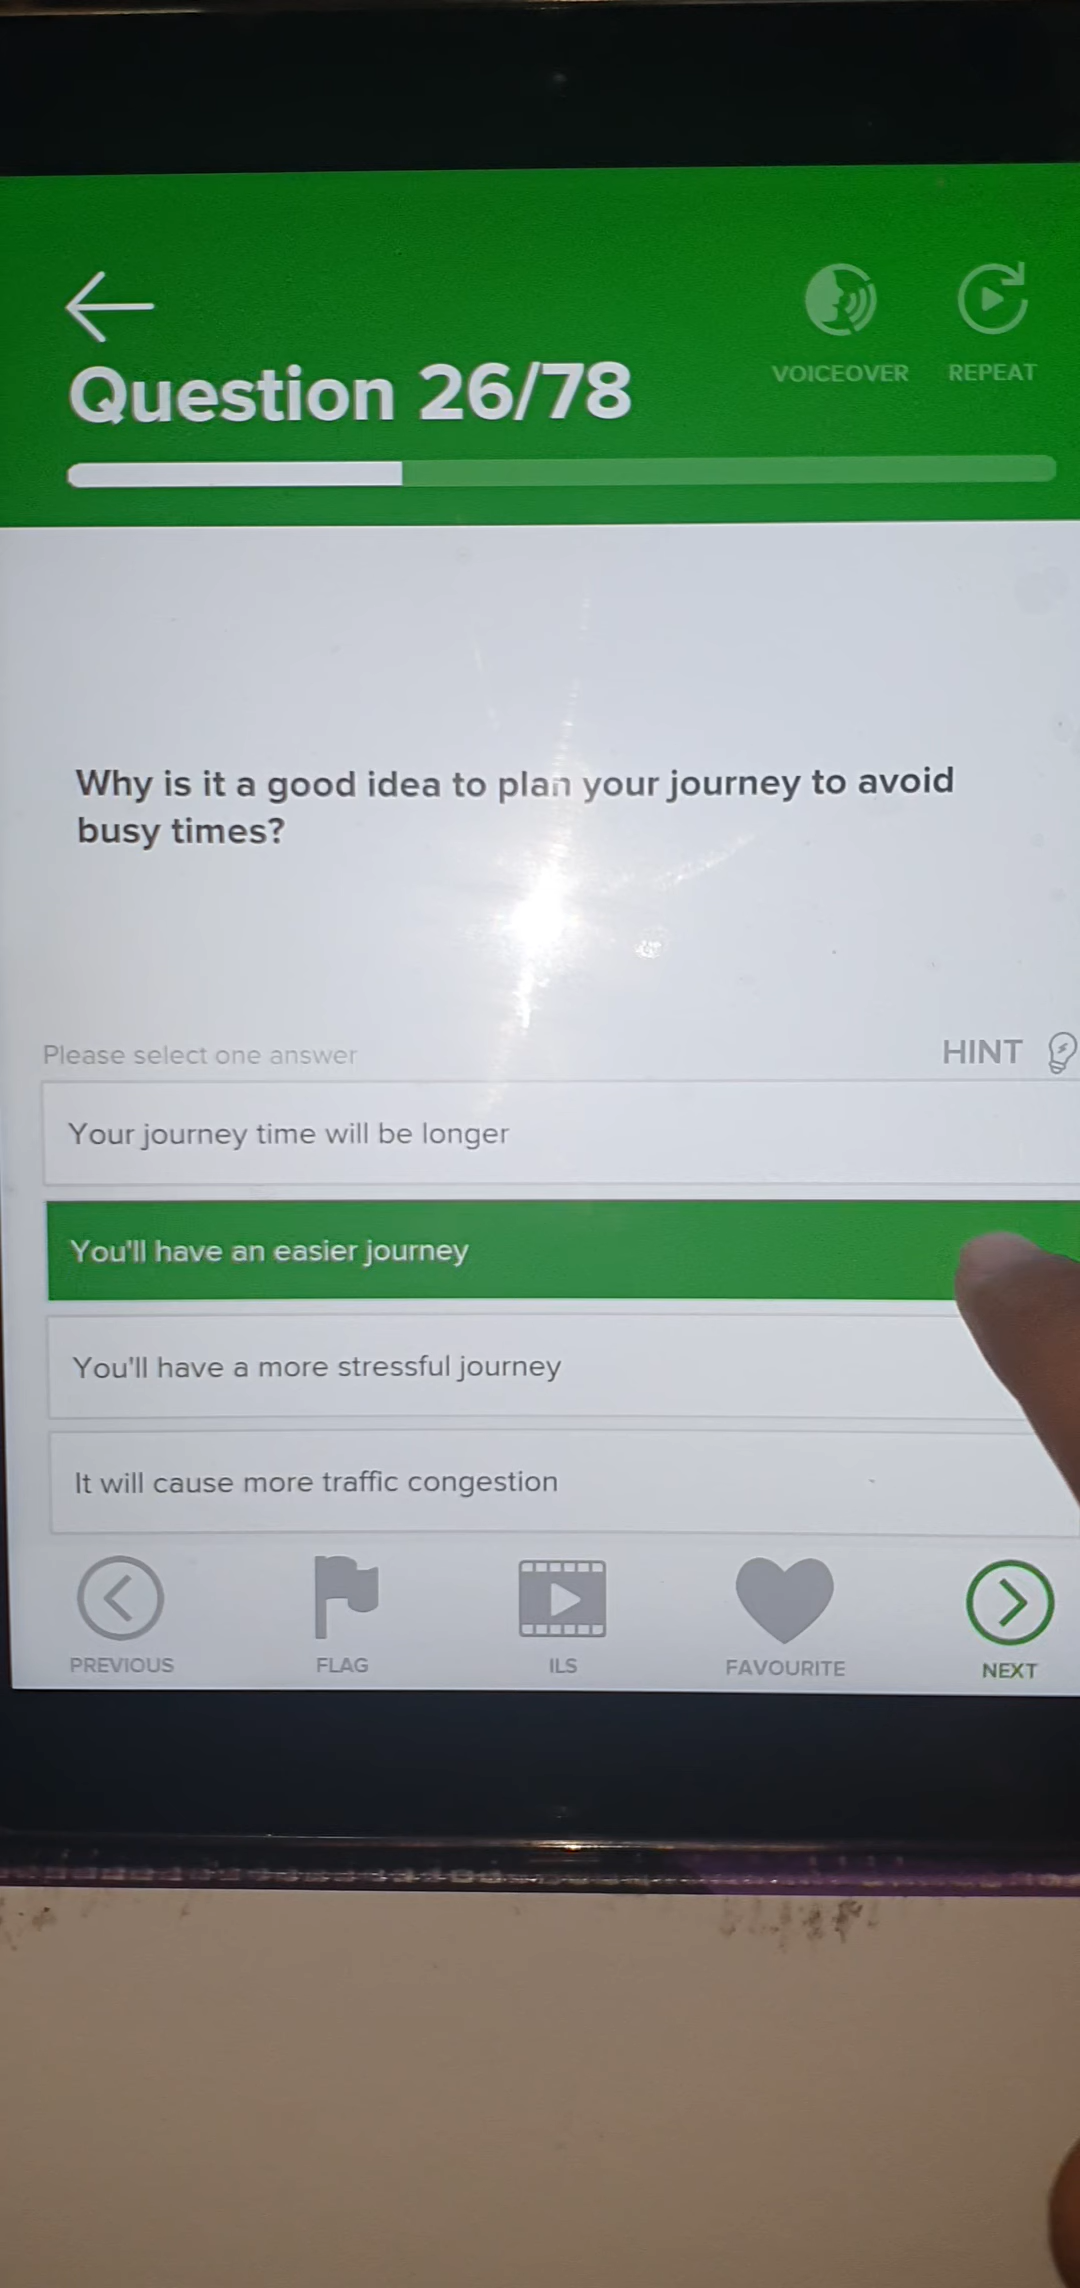 VOICEOVER
REPEAT
Question 26/78
Why is it a good idea to plan your journey to avoid
busy times?
Please select one answer
HINT
Your journey time will be longer
You'll have an easier journey
You'll have a more stressful journey
It will cause more traffic congestion
PREVIOUS
FLAG
ILS
FAVOURITE
NEXT